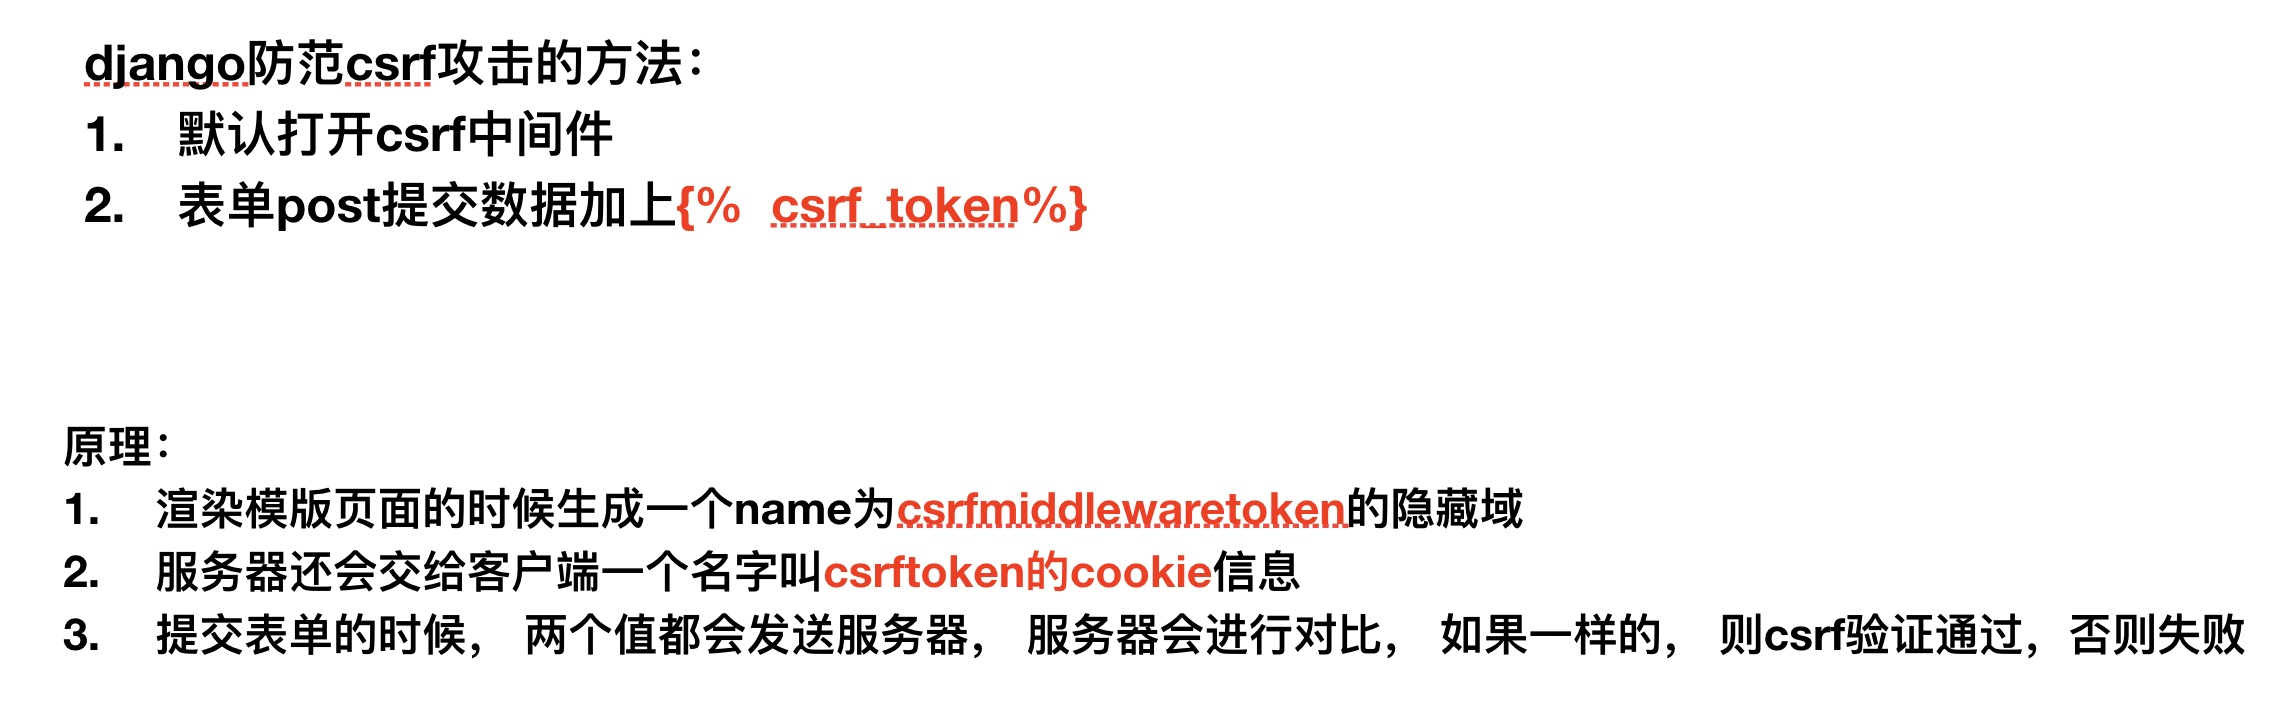 django防范csrf攻击的方法：
1. 默认打开csrf中间件
2. 表单post提交数据加上{% csrf_token%}
原理：
1. 渲染模版页面的时候生成一个name为csrfmiddlewaretoken的隐藏域
2. 服务器还会交给客户端一个名字叫csrftoken的cookie信息
3. 提交表单的时候， 两个值都会发送服务器， 服务器会进行对比， 如果一样的， 则csrf验证通过，否则失败